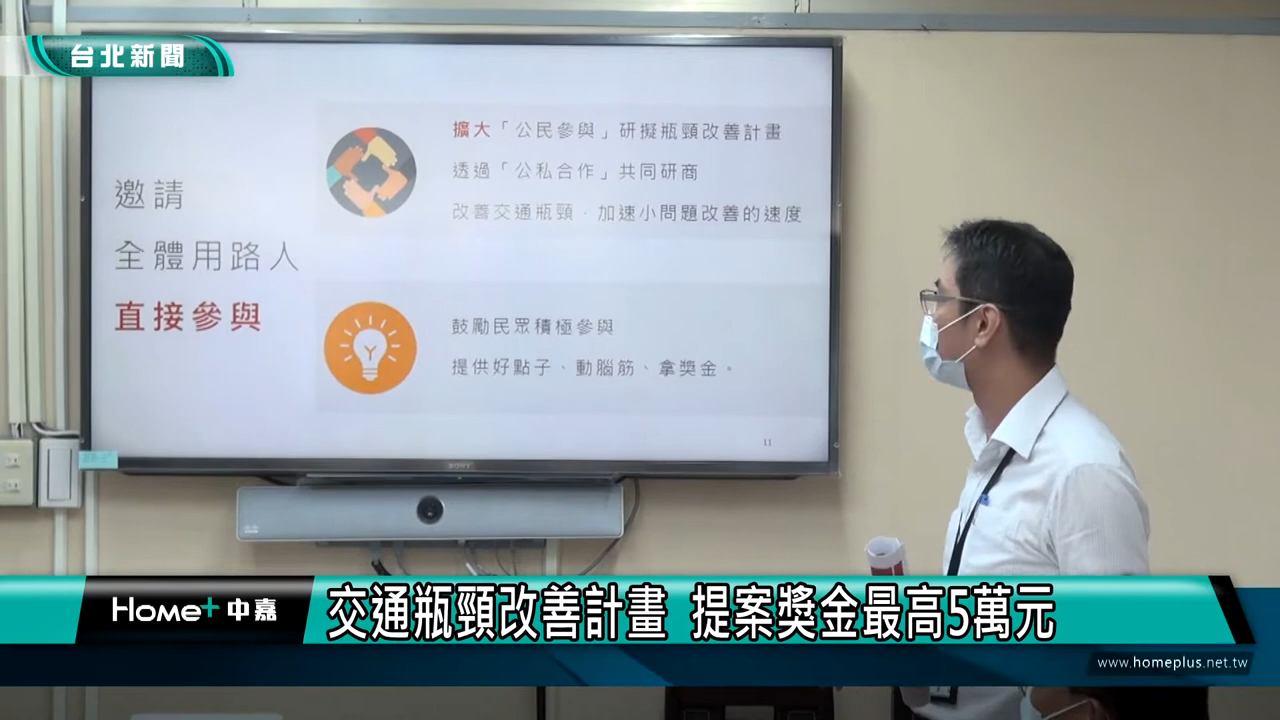 台北新聞
邀請
全體用路人
直接參與
擴大「公民參與」研擬瓶頸改善計畫
透過「公私合作」共同研商
改善交通瓶頸．加速小問題改善的速度
鼓勵民眾積極參與
提供好點子、動腦筋、拿獎金。
11
SONY
Home+中嘉
交通瓶頸改善計畫 提案獎金最高5萬元
www.homeplus.net.tw